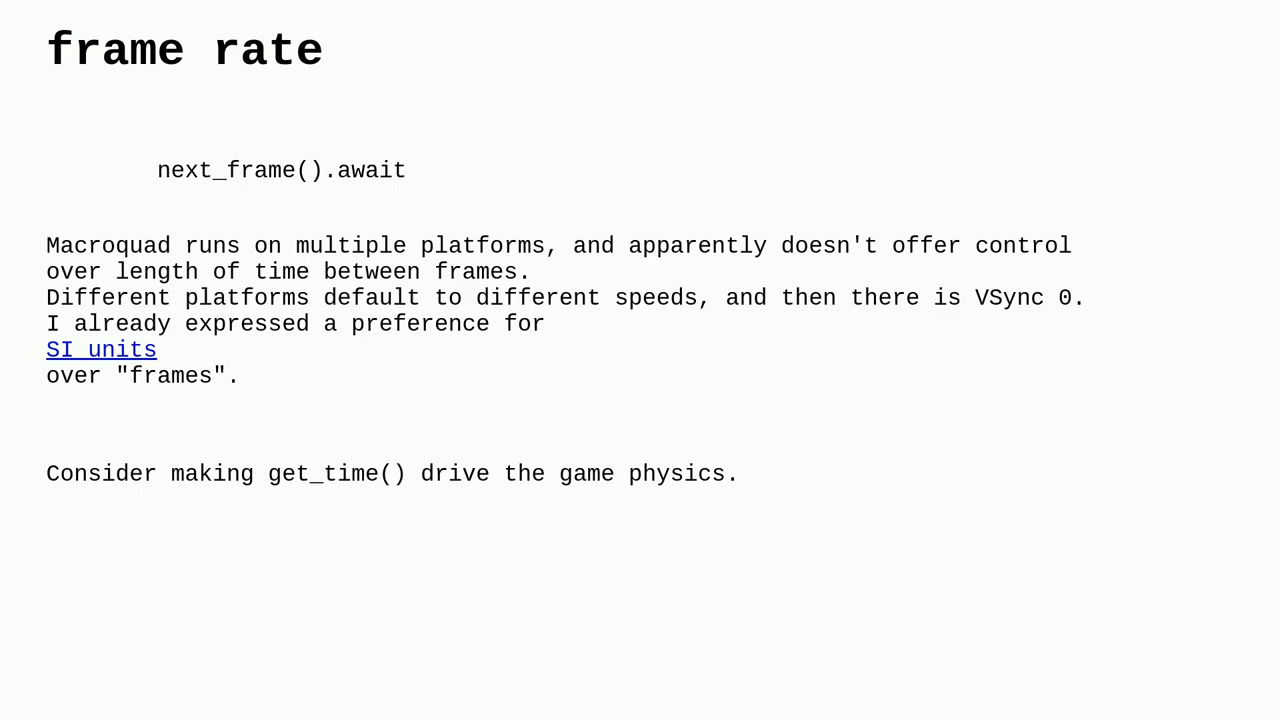 frame rate
next_frame().await
Macroquad runs on multiple platforms, and apparently doesn't offer control
over length of time between frames.
Different platforms default to different speeds, and then there is VSync 0.
I already expressed a preference for
SI units
over "frames".
Consider making get_time() drive the game physics.